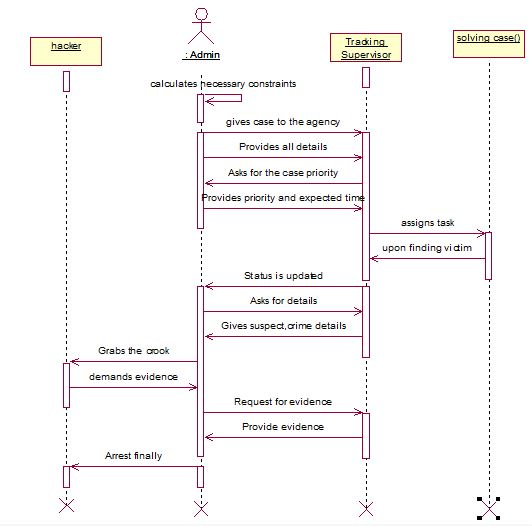 hacker
: Admin
Tracking
Supervisor
solving case()
calculates necessary constraints
gives case to the agency
Provides all details
Asks for the case priority
Provides priority and expected time
assigns task
upon finding victim
Status is updated
Asks for details
Gives suspect,crime details
Grabs the crook
demands evidence
Request for evidence
Provide evidence
Arrest finally